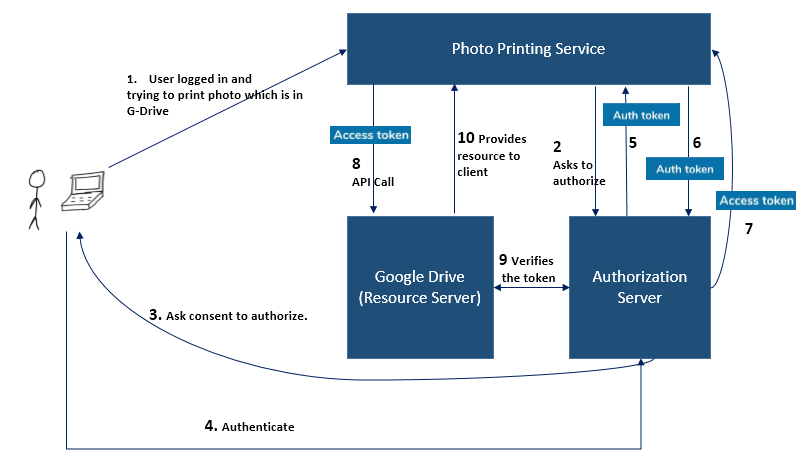 Photo Printing Service
1. User logged in and
trying to print photo which is in
G-Drive
Access token
8
API Call
10 Provides
resource to
client
2
Asks to
authorize
Auth token
5
6
Auth token
Access token
7
Google Drive
(Resource Server)
9 Verifies
the token
Authorization
Server
3. Ask consent to authorize.
4. Authenticate